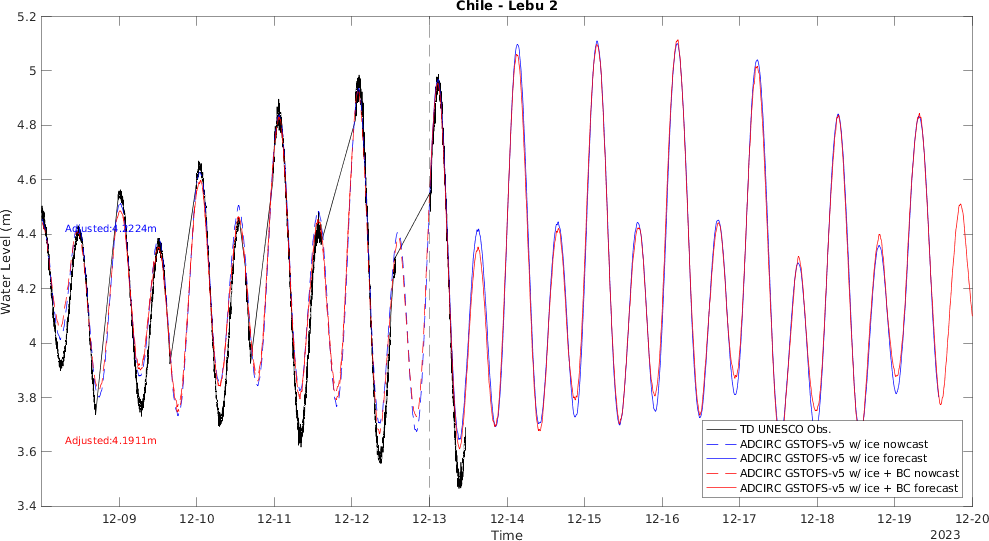 Chile - Lebu 2
Water Level (m)
5.2
5
4.8
4.6
4.4
4.2
4
3.8
3.6
3.4
Adjusted:4.2224m
Adjusted:4.1911m
TD UNESCO Obs.
ADCIRC GSTOFS-v5 w/ ice nowcast
ADCIRC GSTOFS-v5 w/ ice forecast
ADCIRC GSTOFS-v5 w/ ice + BC nowcast
ADCIRC GSTOFS-v5 w/ ice + BC forecast
12-09 12-10 12-11 12-12 12-13 12-14 12-15 12-16 12-17 12-18 12-19 12-20
Time
2023